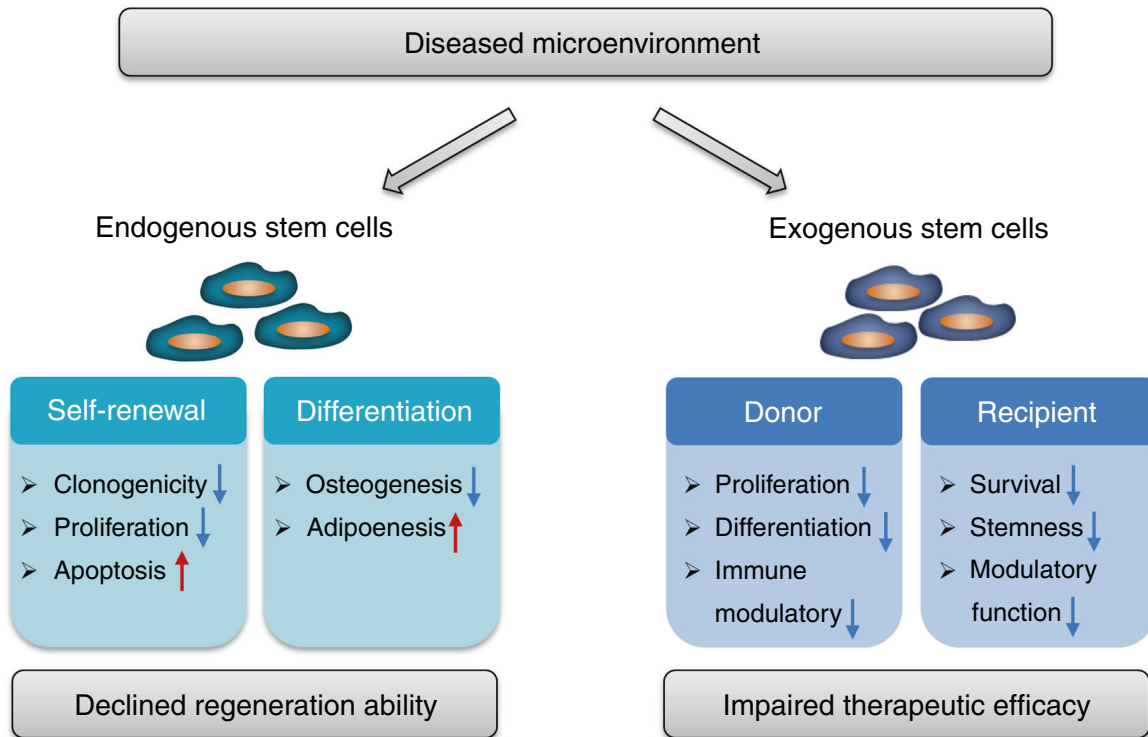 Diseased microenvironment
Endogenous stem cells
Exogenous stem cells
Self-renewal
Clonogenicity
Proliferation
Apoptosis
Differentiation
Osteogenesis
Adipoenesis
Donor
Proliferation
Differentiation
Immune
modulatory
Recipient
Survival
Stemness
Modulatory
function
Declined regeneration ability
Impaired therapeutic efficacy